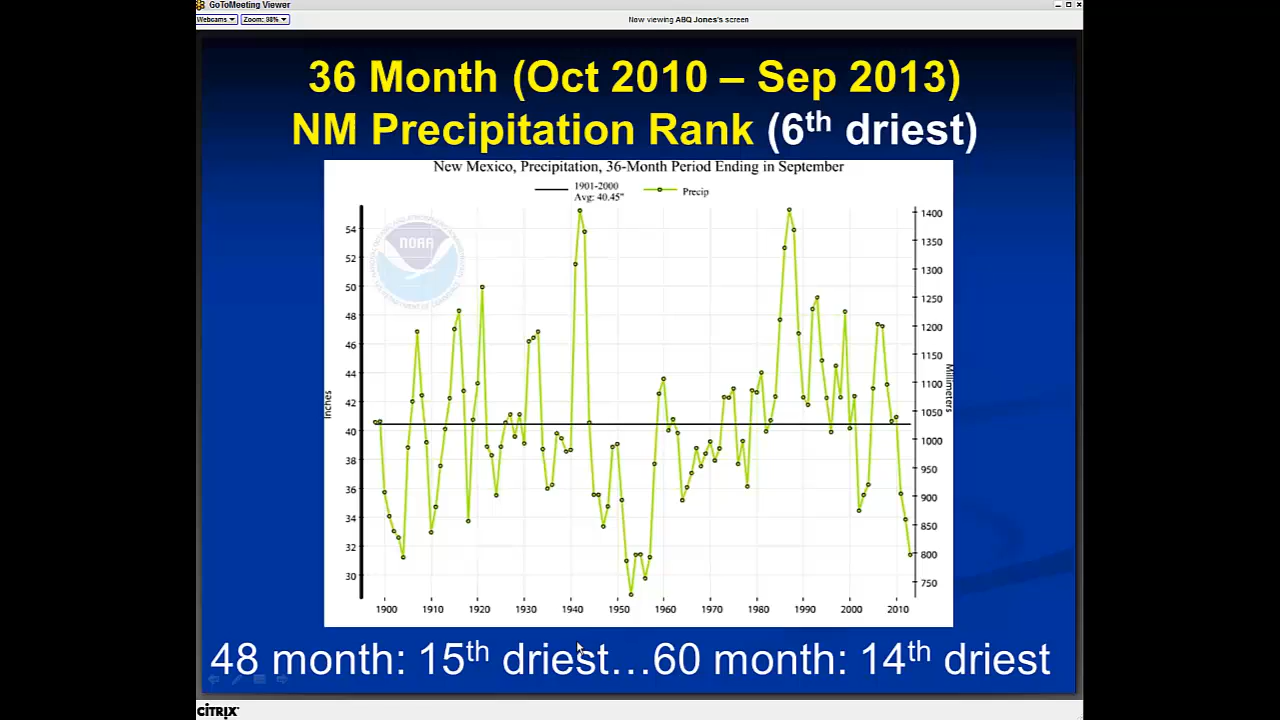 GoToMeeting Viewer
Webcams
Zoom: 38%
Now viewing ABQ Jones's screen
36 Month (Oct 2010 – Sep 2013)
NM Precipitation Rank (6th driest)
New Mexico, Precipitation, 36-Month Period Ending in September
1901-2000
Avg: 40.45"
Precip
NOAA
54
52
50
48
46
44
42
40
38
36
34
32
30
Inches
1400
1350
1300
1250
1200
1150
1100
1050
1000
950
900
850
800
750
Millimeters
1900 1910 1920 1930 1940 1950 1960 1970 1980 1990 2000 2010
48 month: 15th driest…60 month: 14th driest
CITRIX